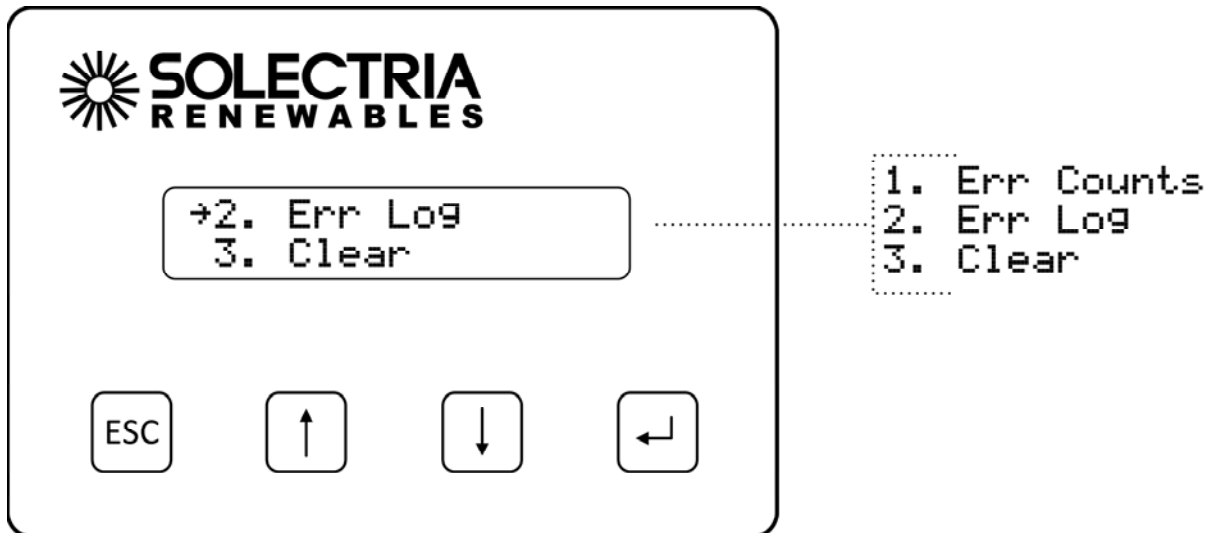 SOLECTRIA
RENEWABLES
→2. Err Log
3. Clear
1. Err Counts
2. Err Log
3. Clear
ESC
↑
↓
↵